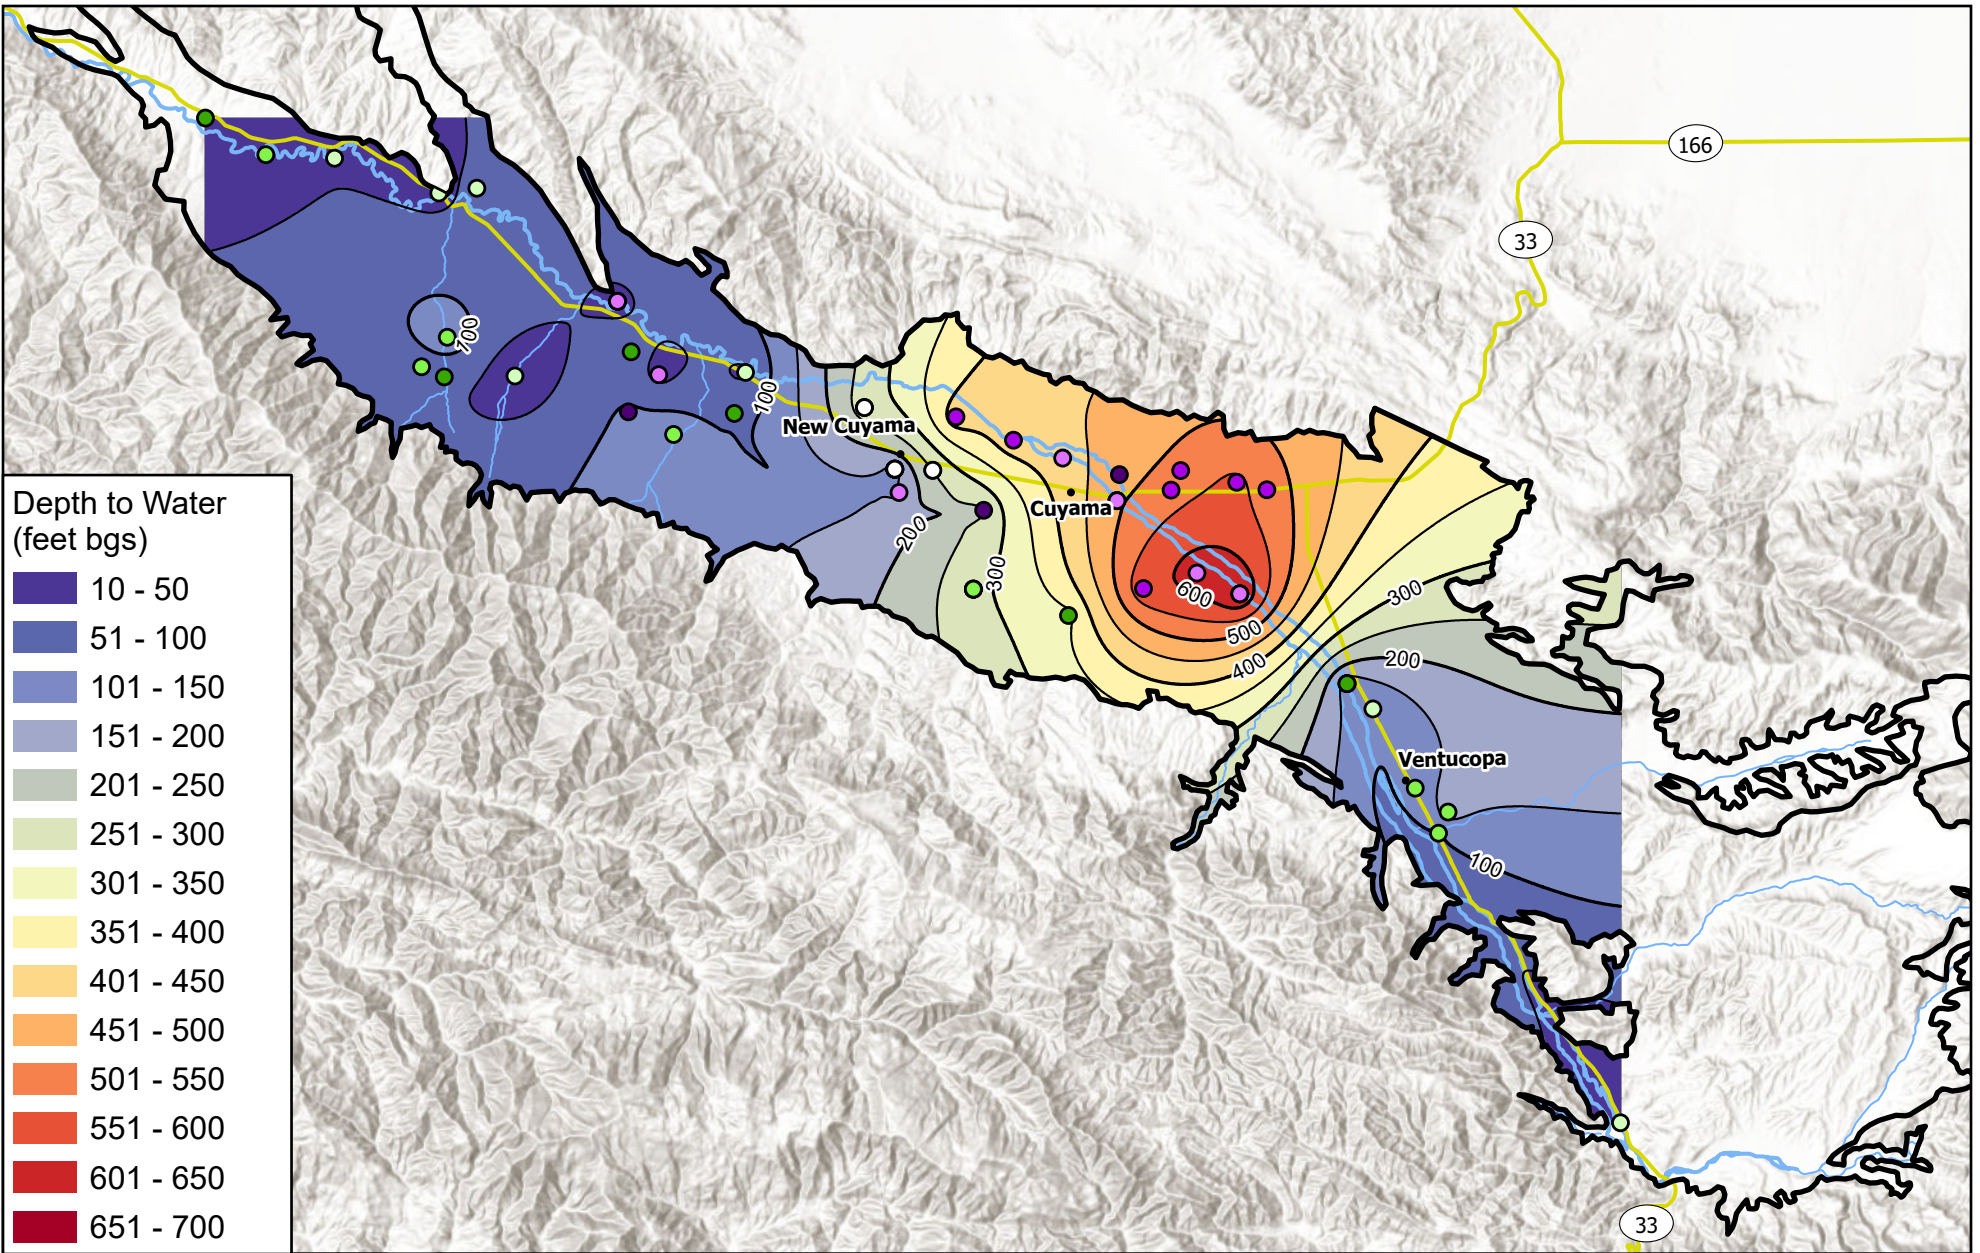 166
33
100
100
New Cuyama
Cuyama
200
300
600
500
400
300
200
Ventucopa
100
33
Depth to Water
(feet bgs)
10 - 50
51 - 100
101 - 150
151 - 200
201 - 250
251 - 300
301 - 350
351 - 400
401 - 450
451 - 500
501 - 550
551 - 600
601 - 650
651 - 700